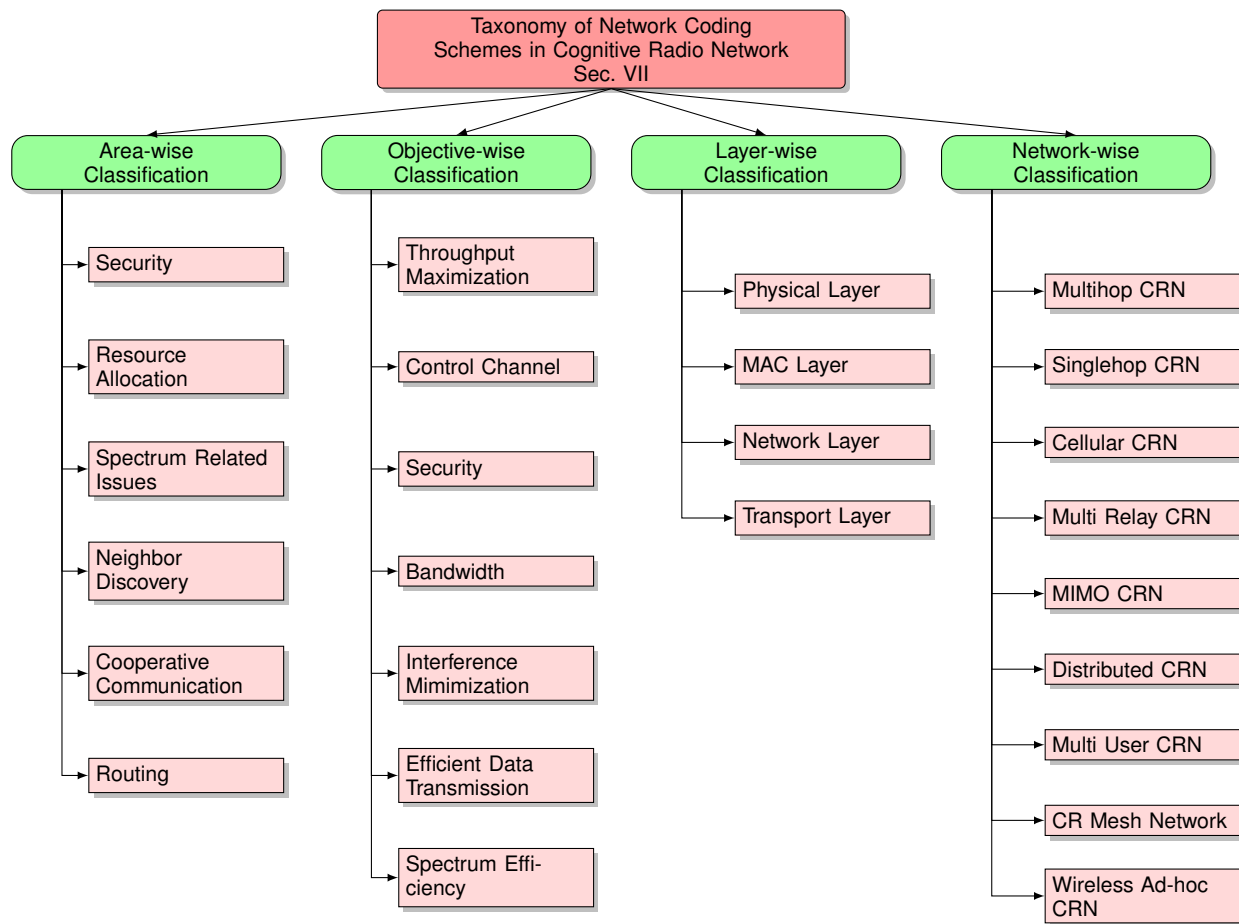 Taxonomy of Network Coding
Schemes in Cognitive Radio Network
Sec. VII
Area-wise
Classification
Security
Resource
Allocation
Spectrum Related
Issues
Neighbor
Discovery
Cooperative
Communication
Routing
Objective-wise
Classification
Throughput
Maximization
Control Channel
Security
Bandwidth
Interference
Mimimization
Efficient Data
Transmission
Spectrum Effi-
ciency
Layer-wise
Classification
Physical Layer
MAC Layer
Network Layer
Transport Layer
Network-wise
Classification
Multihop CRN
Singlehop CRN
Cellular CRN
Multi Relay CRN
MIMO CRN
Distributed CRN
Multi User CRN
CR Mesh Network
Wireless Ad-hoc
CRN